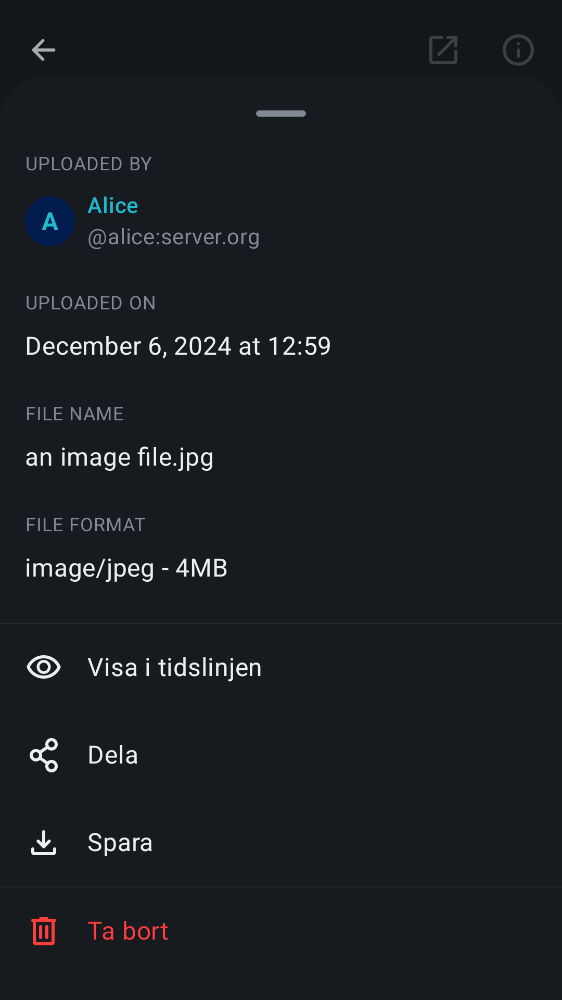 UPLOADED BY
A
Alice
@alice:server.org
UPLOADED ON
December 6, 2024 at 12:59
FILE NAME
an image file.jpg
FILE FORMAT
image/jpeg - 4MB
Visa i tidslinjen
Dela
Spara
Ta bort